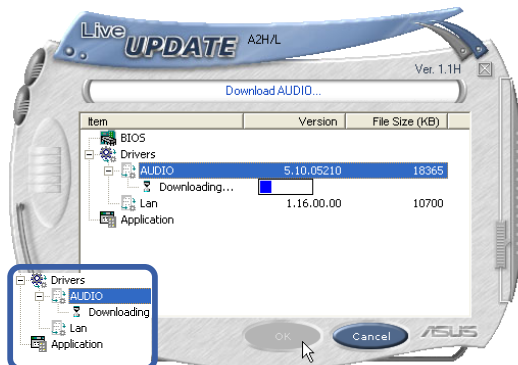 Live UPDATE A2H/L
Ver. 1.1H
Download AUDIO...
Item Version File Size (KB)
BIOS
Drivers
AUDIO 5.10.05210 18365
Downloading...
Lan 1.16.00.00 10700
Application
Drivers
AUDIO
Downloading
Lan
Application
OK Cancel ASUS